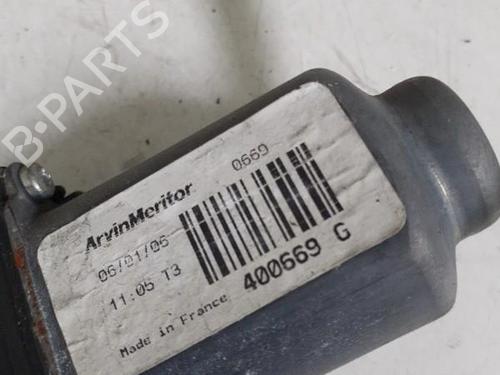 B-PARTS
ArvinMeritor 0669
06/01/06
11:05 T3
400669 G
Made in France